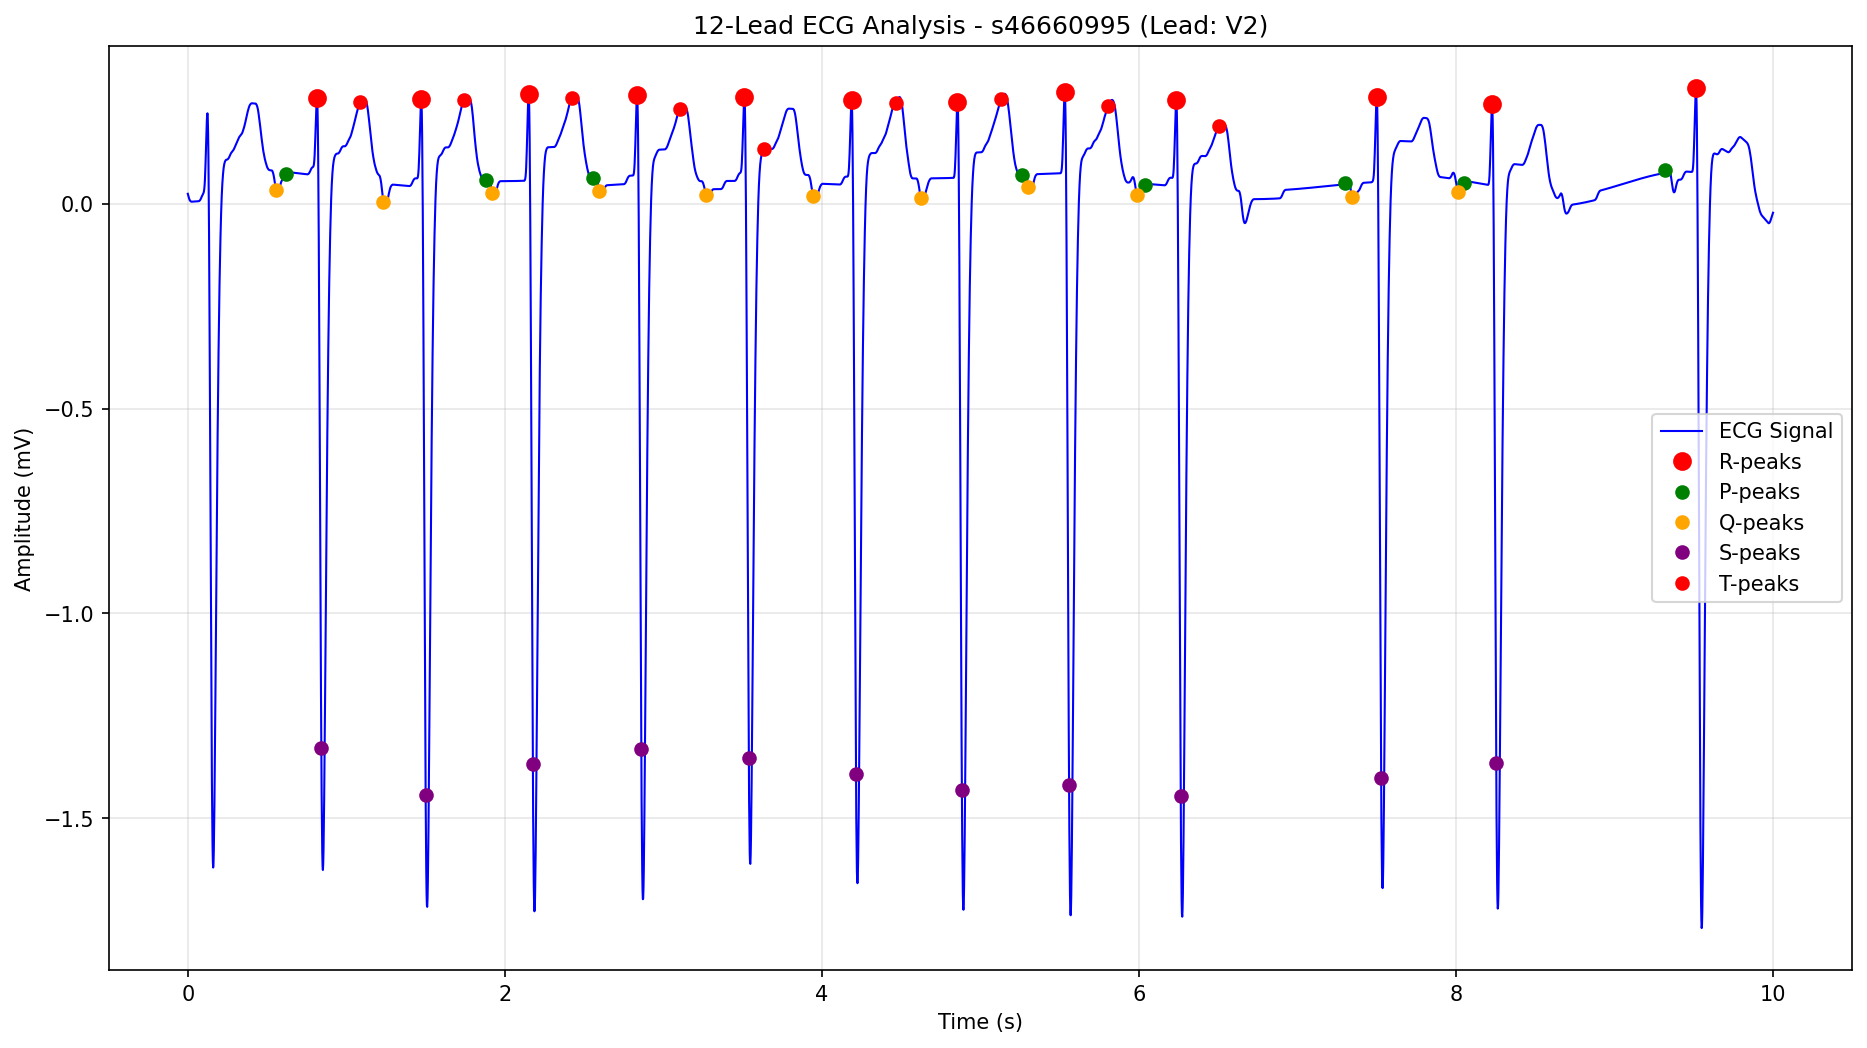 12-Lead ECG Analysis - s46660995 (Lead: V2)
Amplitude (mV)
0.0
−0.5
−1.0
−1.5
ECG Signal
R-peaks
P-peaks
Q-peaks
S-peaks
T-peaks
0 2 4 6 8 10
Time (s)